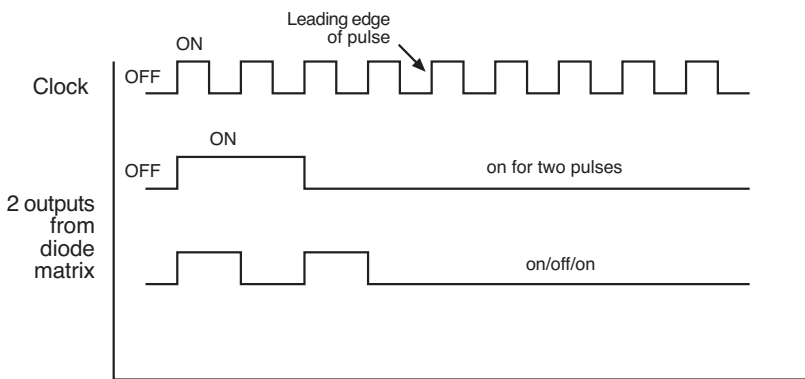 Leading edge
of pulse
ON
OFF
Clock
ON
OFF
on for two pulses
2 outputs
from
diode
matrix
on/off/on